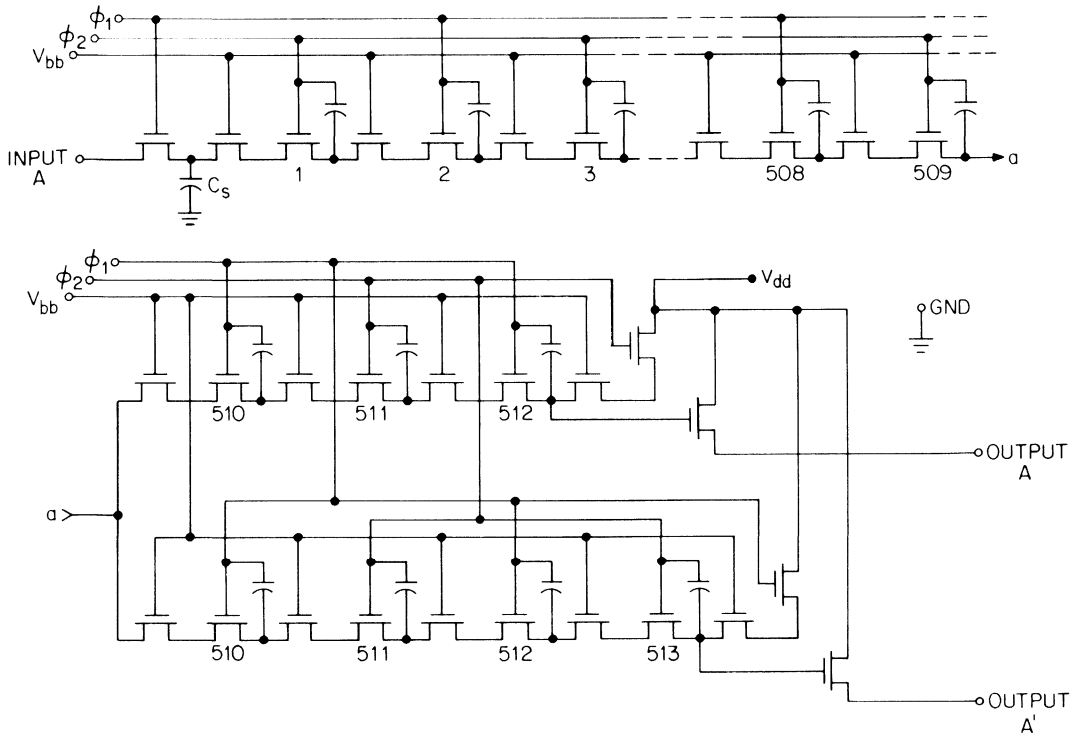 ϕ1
ϕ2
Vbb
INPUT A
Cs
1
2
3
508
509
a
ϕ1
ϕ2
Vbb
Vdd
GND
510
511
512
OUTPUT A
a
510
511
512
513
OUTPUT A'